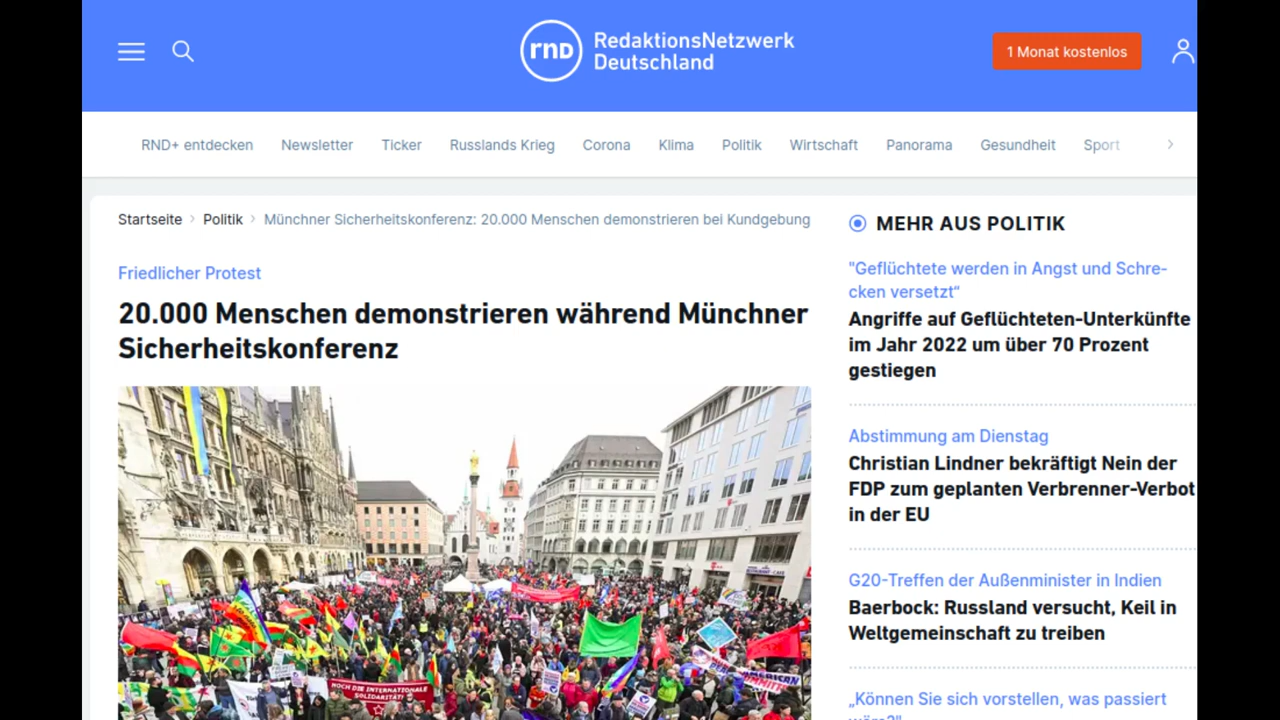 rnD RedaktionsNetzwerk
Deutschland
1 Monat kostenlos
RND+ entdecken Newsletter Ticker Russlands Krieg Corona Klima Politik Wirtschaft Panorama Gesundheit Sport
Startseite › Politik › Münchner Sicherheitskonferenz: 20.000 Menschen demonstrieren bei Kundgebung
Friedlicher Protest
20.000 Menschen demonstrieren während Münchner
Sicherheitskonferenz
HOCH DIE INTERNATIONALE
SOLIDARITÄT!
MEHR AUS POLITIK
"Geflüchtete werden in Angst und Schre-
cken versetzt“
Angriffe auf Geflüchteten-Unterkünfte
im Jahr 2022 um über 70 Prozent
gestiegen
Abstimmung am Dienstag
Christian Lindner bekräftigt Nein der
FDP zum geplanten Verbrenner-Verbot
in der EU
G20-Treffen der Außenminister in Indien
Baerbock: Russland versucht, Keil in
Weltgemeinschaft zu treiben
„Können Sie sich vorstellen, was passiert
wäre?"